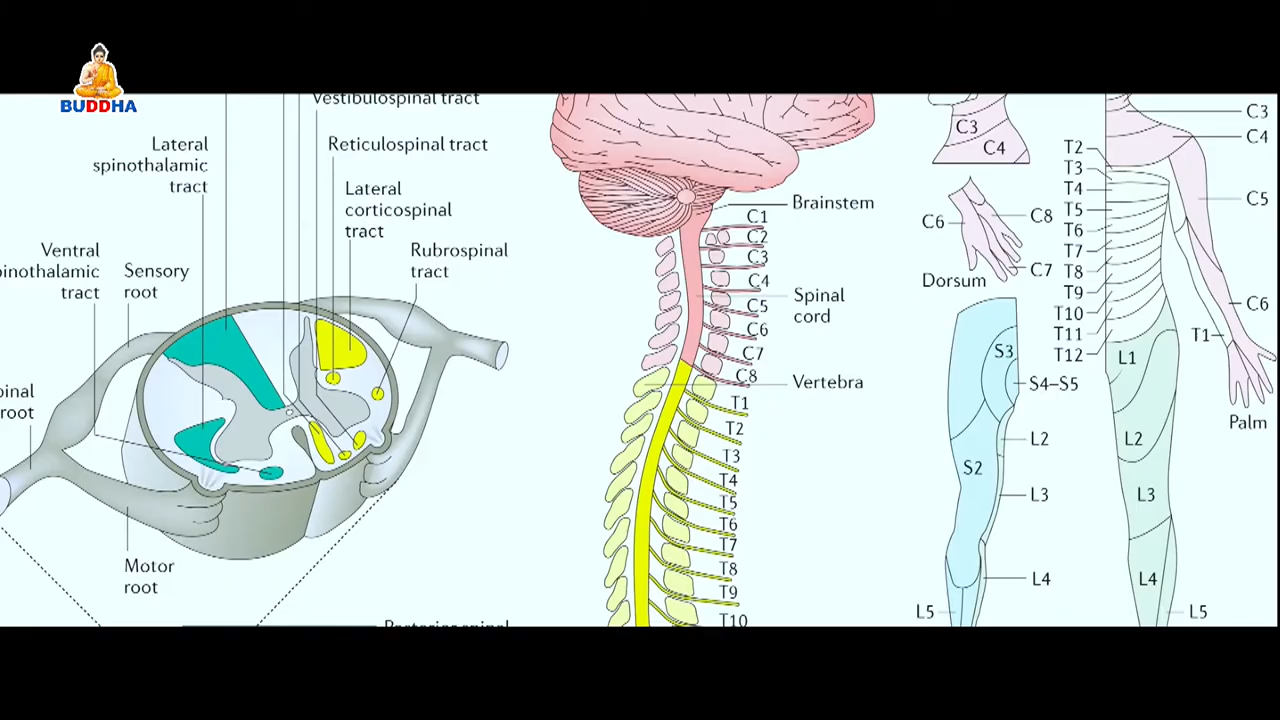 BUDDHA
Vestibulospinal tract
Lateral
spinothalamic
tract
Reticulospinal tract
Lateral
corticospinal
tract
Rubrospinal
tract
Ventral
pinothalamic
tract
Sensory
root
pinal
root
Motor
root
Brainstem
C1
C2
C3
C4
C5
C6
C7
C8
Spinal
cord
Vertebra
T1
T2
T3
T4
T5
T6
T7
T8
T9
T10
C3
C4
C6
C8
C7
Dorsum
S3
S4–S5
L2
S2
L3
L4
L5
C3
C4
T2
T3
T4
T5
T6
T7
T8
T9
T10
T11
T12
C5
C6
T1
Palm
L1
L2
L3
L4
L5